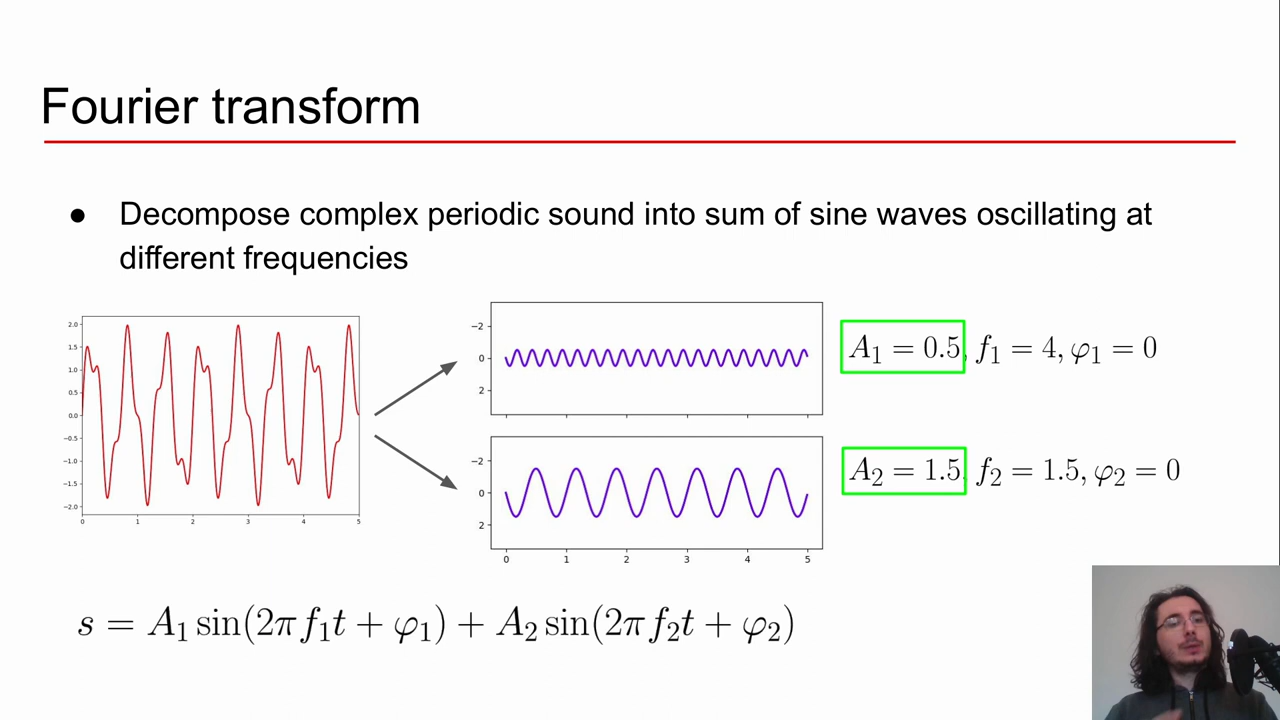 Fourier transform
● Decompose complex periodic sound into sum of sine waves oscillating at
different frequencies
2.0
1.5
1.0
0.5
0.0
−0.5
−1.0
−1.5
−2.0
0 1 2 3 4 5
−2
0
2
A₁ = 0.5, f₁ = 4, φ₁ = 0
−2
0
2
0 1 2 3 4 5
A₂ = 1.5, f₂ = 1.5, φ₂ = 0
s = A₁ sin(2πf₁t + φ₁) + A₂ sin(2πf₂t + φ₂)